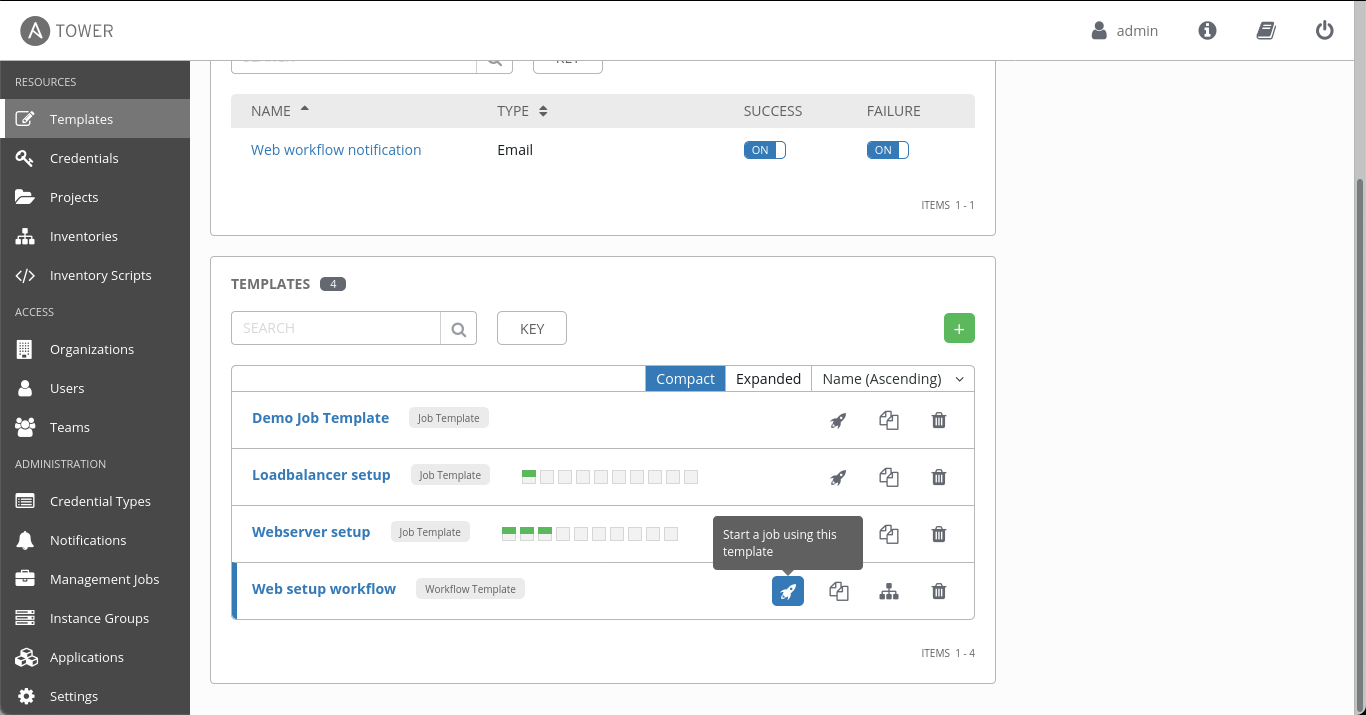 TOWER
admin
RESOURCES
Templates
Credentials
Projects
Inventories
Inventory Scripts
ACCESS
Organizations
Users
Teams
ADMINISTRATION
Credential Types
Notifications
Management Jobs
Instance Groups
Applications
Settings
SEARCH KEY
NAME TYPE SUCCESS FAILURE
Web workflow notification Email ON ON
ITEMS 1 - 1
TEMPLATES 4
SEARCH KEY +
Compact Expanded Name (Ascending)
Demo Job Template Job Template
Loadbalancer setup Job Template
Webserver setup Job Template
Start a job using this
template
Web setup workflow Workflow Template
ITEMS 1 - 4